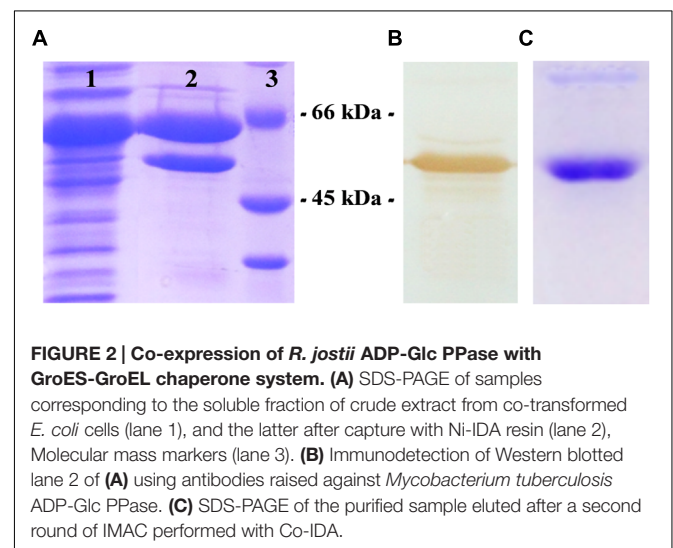 A B C
1 2 3
- 66 kDa -
- 45 kDa -
FIGURE 2 | Co-expression of R. jostii ADP-Glc PPase with
GroES-GroEL chaperone system. (A) SDS-PAGE of samples
corresponding to the soluble fraction of crude extract from co-transformed
E. coli cells (lane 1), and the latter after capture with Ni-IDA resin (lane 2),
Molecular mass markers (lane 3). (B) Immunodetection of Western blotted
lane 2 of (A) using antibodies raised against Mycobacterium tuberculosis
ADP-Glc PPase. (C) SDS-PAGE of the purified sample eluted after a second
round of IMAC performed with Co-IDA.